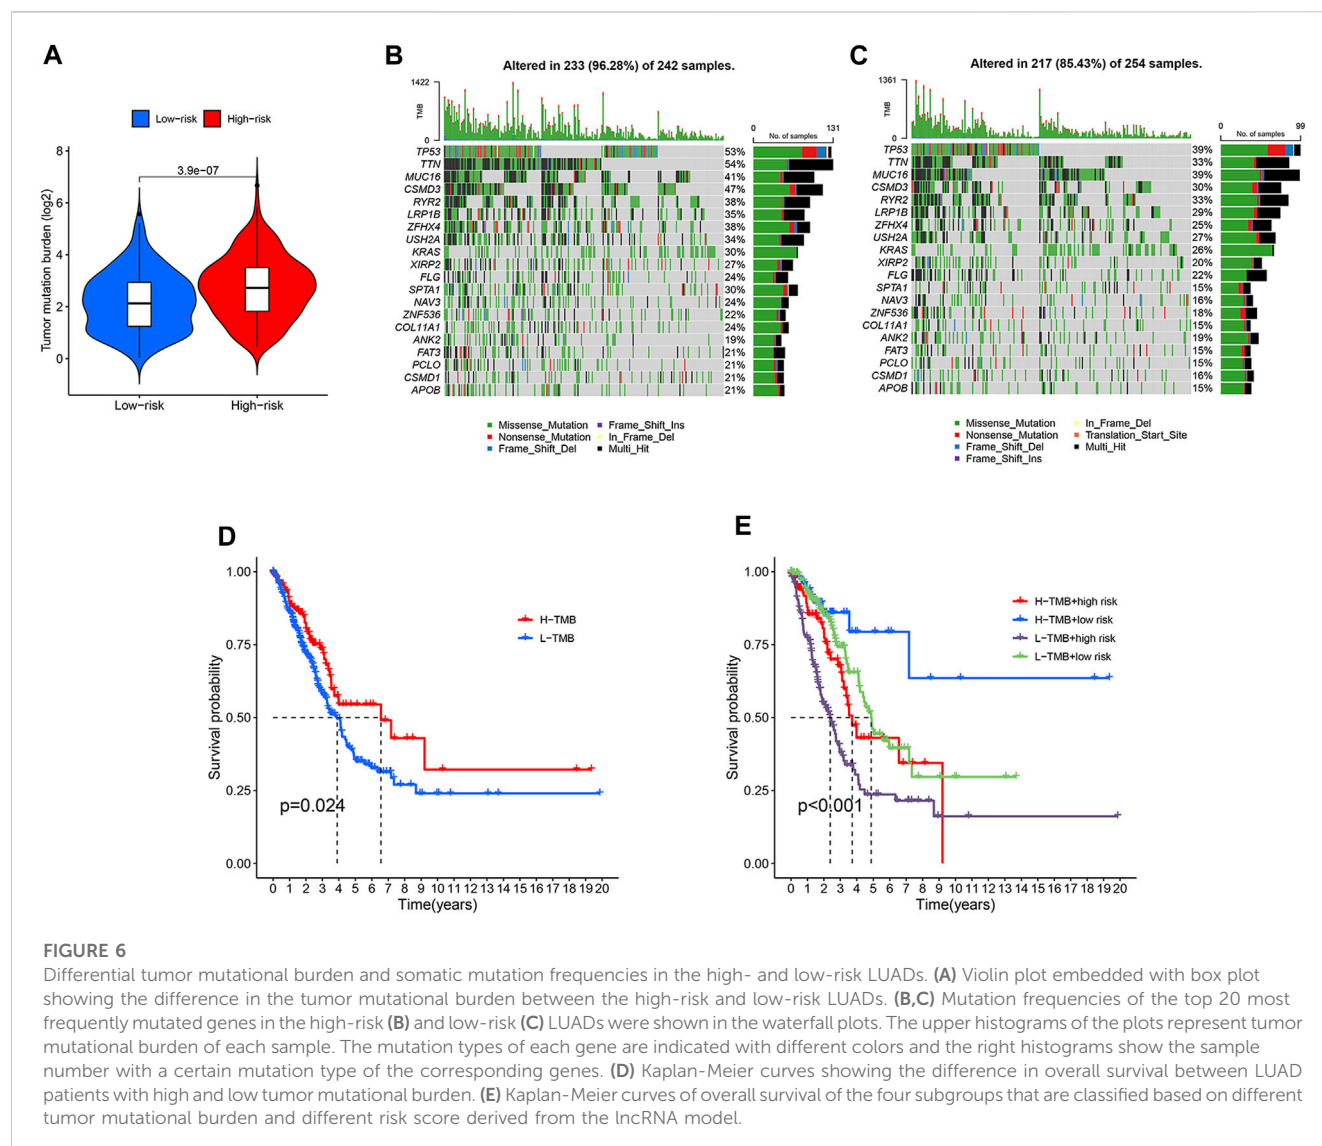 A
Low-risk High-risk
3.9e-07
Tumor mutation burden (log2)
8
6
4
2
0
Low-risk High-risk
B
Altered in 233 (96.28%) of 242 samples.
1422
TMB
0
0 131
No. of samples
TP53 53%
TTN 54%
MUC16 41%
CSMD3 47%
RYR2 38%
LRP1B 35%
ZFHX4 38%
USH2A 34%
KRAS 30%
XIRP2 27%
FLG 24%
SPTA1 30%
NAV3 24%
ZNF536 22%
COL11A1 24%
ANK2 19%
FAT3 21%
PCLO 21%
CSMD1 21%
APOB 21%
Missense_Mutation Frame_Shift_Ins
Nonsense_Mutation In_Frame_Del
Frame_Shift_Del Multi_Hit
C
Altered in 217 (85.43%) of 254 samples.
1361
TMB
0
0 99
No. of samples
TP53 39%
TTN 33%
MUC16 39%
CSMD3 30%
RYR2 33%
LRP1B 29%
ZFHX4 25%
USH2A 27%
KRAS 26%
XIRP2 20%
FLG 22%
SPTA1 15%
NAV3 16%
ZNF536 18%
COL11A1 15%
ANK2 19%
FAT3 15%
PCLO 15%
CSMD1 16%
APOB 15%
Missense_Mutation In_Frame_Del
Nonsense_Mutation Translation_Start_Site
Frame_Shift_Del Multi_Hit
Frame_Shift_Ins
D
Survival probability
1.00
0.75
0.50
0.25
0.00
H-TMB
L-TMB
p=0.024
0 1 2 3 4 5 6 7 8 9 10 11 12 13 14 15 16 17 18 19 20
Time(years)
E
Survival probability
1.00
0.75
0.50
0.25
0.00
H-TMB+high risk
H-TMB+low risk
L-TMB+high risk
L-TMB+low risk
p<0.001
0 1 2 3 4 5 6 7 8 9 10 11 12 13 14 15 16 17 18 19 20
Time(years)
FIGURE 6
Differential tumor mutational burden and somatic mutation frequencies in the high- and low-risk LUADs. (A) Violin plot embedded with box plot
showing the difference in the tumor mutational burden between the high-risk and low-risk LUADs. (B,C) Mutation frequencies of the top 20 most
frequently mutated genes in the high-risk (B) and low-risk (C) LUADs were shown in the waterfall plots. The upper histograms of the plots represent tumor
mutational burden of each sample. The mutation types of each gene are indicated with different colors and the right histograms show the sample
number with a certain mutation type of the corresponding genes. (D) Kaplan-Meier curves showing the difference in overall survival between LUAD
patients with high and low tumor mutational burden. (E) Kaplan-Meier curves of overall survival of the four subgroups that are classified based on different
tumor mutational burden and different risk score derived from the lncRNA model.